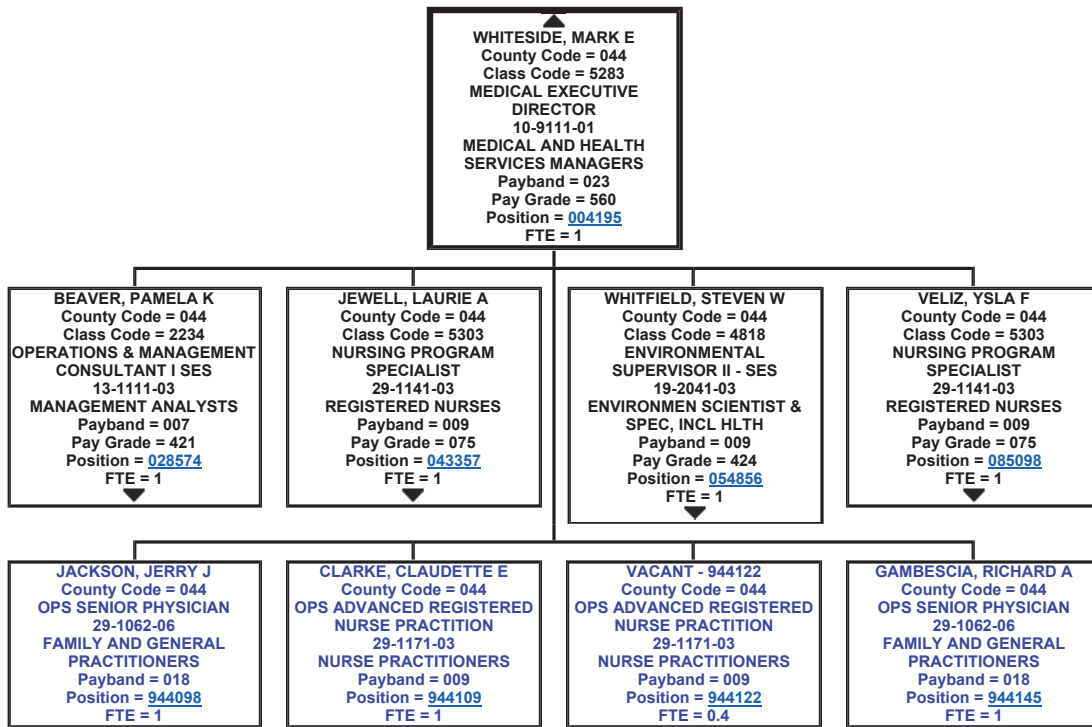 WHITESIDE, MARK E
County Code = 044
Class Code = 5283
MEDICAL EXECUTIVE
DIRECTOR
10-9111-01
MEDICAL AND HEALTH
SERVICES MANAGERS
Payband = 023
Pay Grade = 560
Position = 004195
FTE = 1
BEAVER, PAMELA K
County Code = 044
Class Code = 2234
OPERATIONS & MANAGEMENT
CONSULTANT I SES
13-1111-03
MANAGEMENT ANALYSTS
Payband = 007
Pay Grade = 421
Position = 028574
FTE = 1
JEWELL, LAURIE A
County Code = 044
Class Code = 5303
NURSING PROGRAM
SPECIALIST
29-1141-03
REGISTERED NURSES
Payband = 009
Pay Grade = 075
Position = 043357
FTE = 1
WHITFIELD, STEVEN W
County Code = 044
Class Code = 4818
ENVIRONMENTAL
SUPERVISOR II - SES
19-2041-03
ENVIRONMEN SCIENTIST &
SPEC, INCL HLTH
Payband = 009
Pay Grade = 424
Position = 054856
FTE = 1
VELIZ, YSLA F
County Code = 044
Class Code = 5303
NURSING PROGRAM
SPECIALIST
29-1141-03
REGISTERED NURSES
Payband = 009
Pay Grade = 075
Position = 085098
FTE = 1
JACKSON, JERRY J
County Code = 044
OPS SENIOR PHYSICIAN
29-1062-06
FAMILY AND GENERAL
PRACTITIONERS
Payband = 018
Position = 944098
FTE = 1
CLARKE, CLAUDETTE E
County Code = 044
OPS ADVANCED REGISTERED
NURSE PRACTITION
29-1171-03
NURSE PRACTITIONERS
Payband = 009
Position = 944109
FTE = 1
VACANT - 944122
County Code = 044
OPS ADVANCED REGISTERED
NURSE PRACTITION
29-1171-03
NURSE PRACTITIONERS
Payband = 009
Position = 944122
FTE = 0.4
GAMBESCIA, RICHARD A
County Code = 044
OPS SENIOR PHYSICIAN
29-1062-06
FAMILY AND GENERAL
PRACTITIONERS
Payband = 018
Position = 944145
FTE = 1